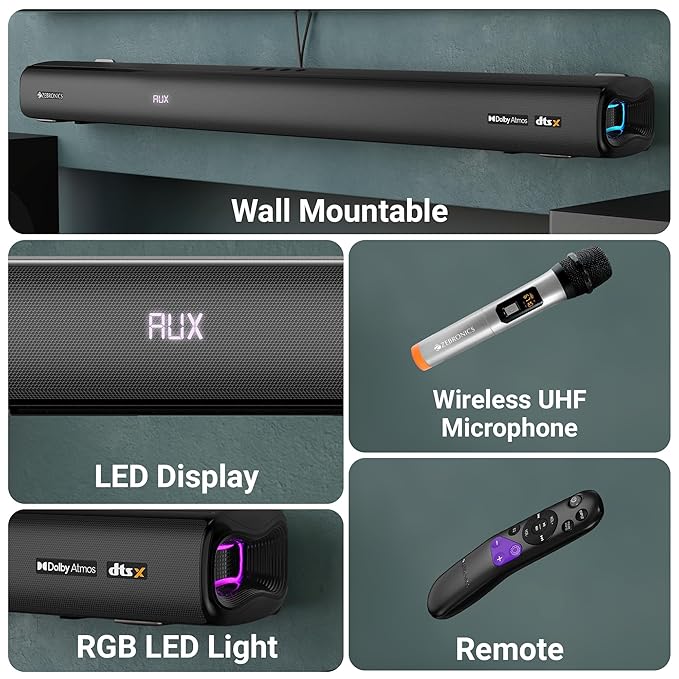 ZEBRONICS
AUX
Dolby Atmos
dts X
Wall Mountable
AUX
LED Display
ZEBRONICS
Wireless UHF
Microphone
Dolby Atmos
dts X
RGB LED Light
Remote